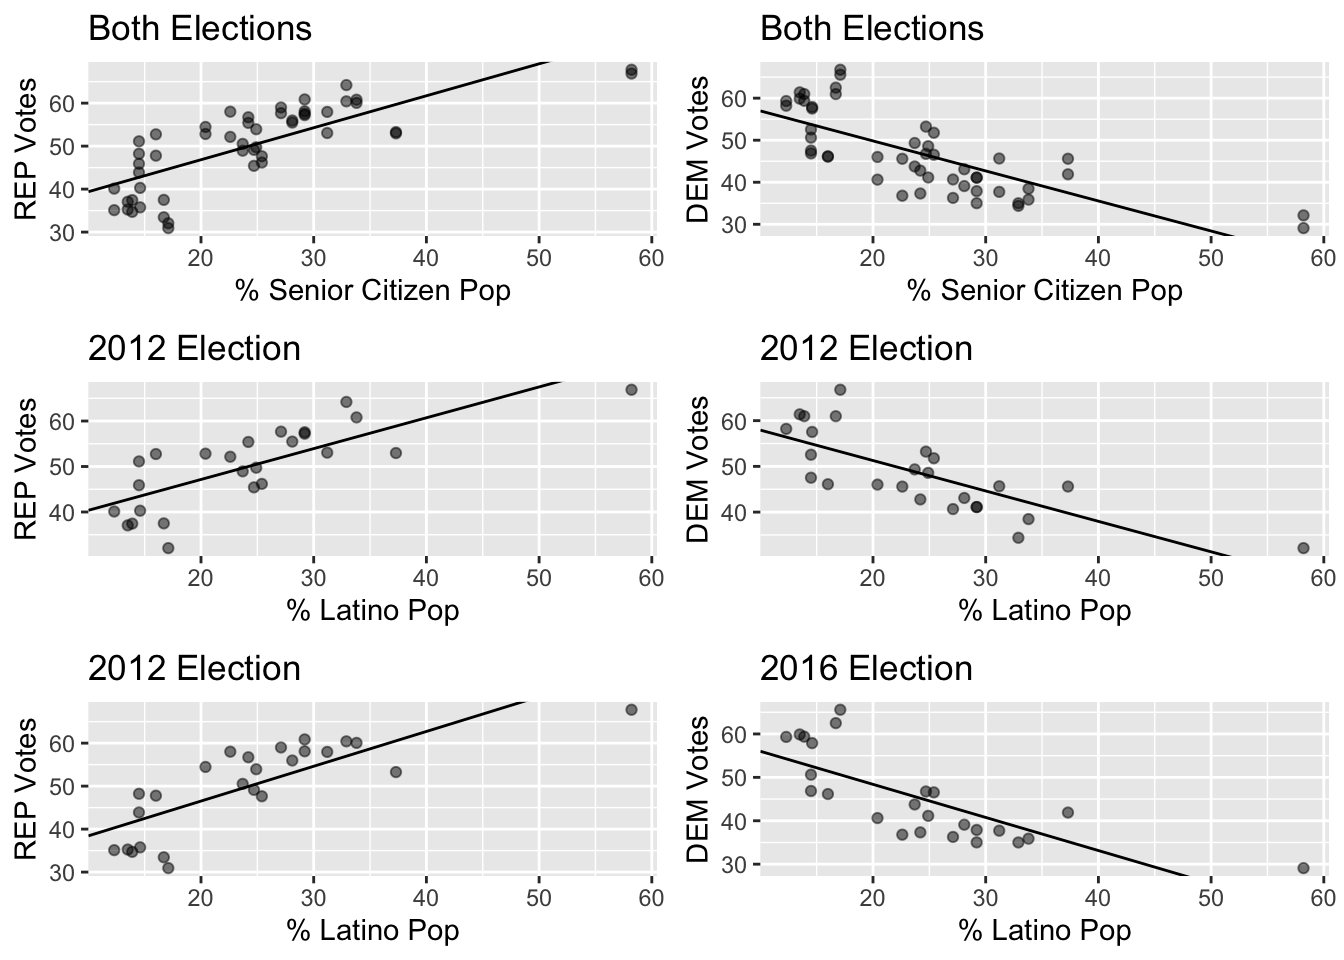 Both Elections
REP Votes
60
50
40
30
20 30 40 50 60
% Senior Citizen Pop
Both Elections
DEM Votes
60
50
40
30
20 30 40 50 60
% Senior Citizen Pop
2012 Election
REP Votes
60
50
40
20 30 40 50 60
% Latino Pop
2012 Election
DEM Votes
60
50
40
20 30 40 50 60
% Latino Pop
2012 Election
REP Votes
60
50
40
30
20 30 40 50 60
% Latino Pop
2016 Election
DEM Votes
60
50
40
30
20 30 40 50 60
% Latino Pop